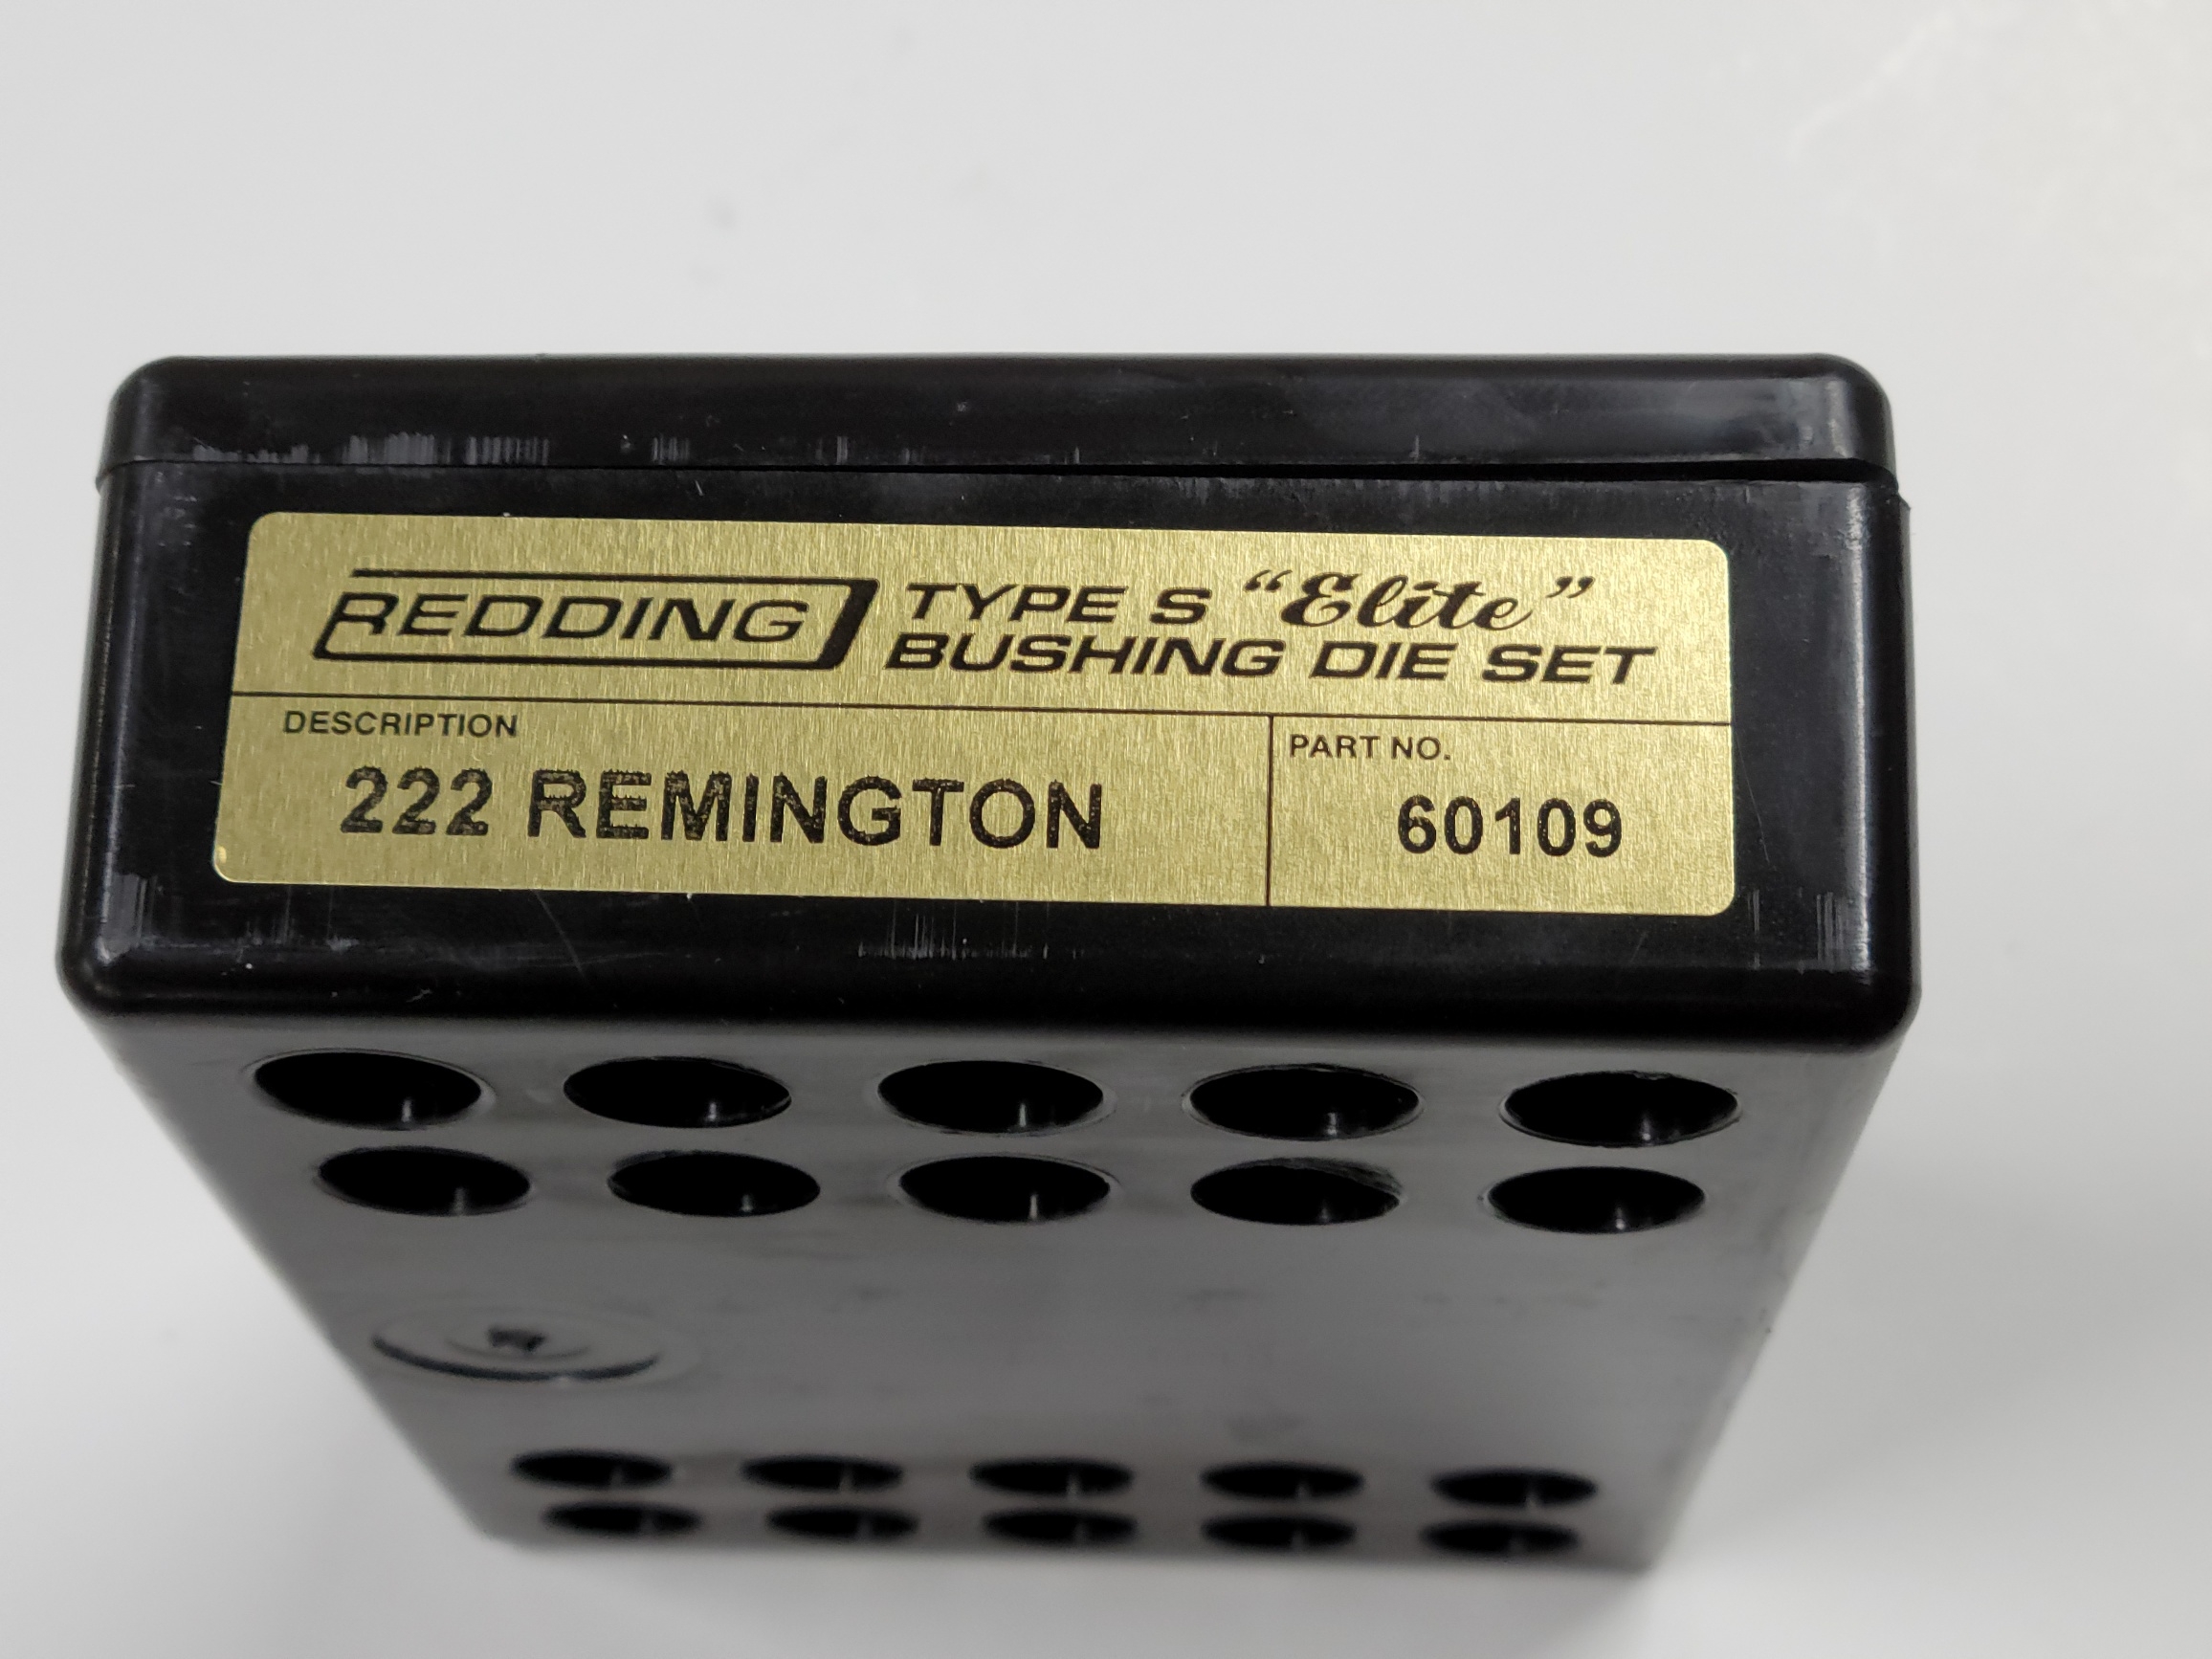 REDDING TYPE S "Elite"
BUSHING DIE SET
DESCRIPTION
222 REMINGTON
PART NO.
60109